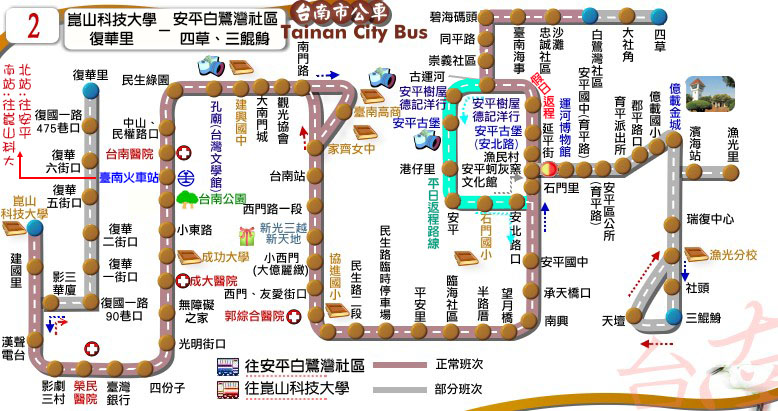 2
崑山科技大學 — 安平白鷺灣社區
復華里 四草、三鯤鯓
台南市公車
Tainan City Bus
北站:往安平
南站:往崑山科大
復華里
復國一路
475巷口
復華
六街口
復華
五街口
復華
二街口
復華
一街口
復國一路
90巷口
影三
華廈
崑山
科技大學
建國里
漢聲
電台
影劇
三村
榮民
醫院
臺灣
銀行
四份子
光明街口
無障礙
之家
成大醫院
成功大學
小東路
台南公園
臺南火車站
台南醫院
中山、
民權路口
民生綠園
孔廟(台灣文學館)
建興國中
大南門城
觀光協會
南門路
臺南高商
家齊女中
台南站
西門路一段
新光三越
新天地
小西門
(大億麗緻)
西門、友愛街口
郭綜合醫院
協進國小
民生路二段
民生路臨時停車場
平安里
臨海社區
半路厝
望月橋
南興
承天橋口
安平國中
安北路口
石門國小
安平
港仔里
平日返程路線
安平古堡
安平樹屋
德記洋行
古運河
崇義社區
同平路
碧海碼頭
臺南海事
忠誠社區
沙灘
白鷺灣社區
大社角
四草
安平樹屋
德記洋行
安平古堡
(安北路)
漁民村
安平蚵灰窯
文化館
假日返程
延平街
運河博物館
石門里
安平國中(育平路)
安平區公所
(育平路)
育平派出所
郡平路口
億載國小
億載金城
濱海站
漁光里
瑞復中心
漁光分校
社頭
三鯤鯓
天壇
往安平白鷺灣社區
往崑山科技大學
正常班次
部分班次
台南